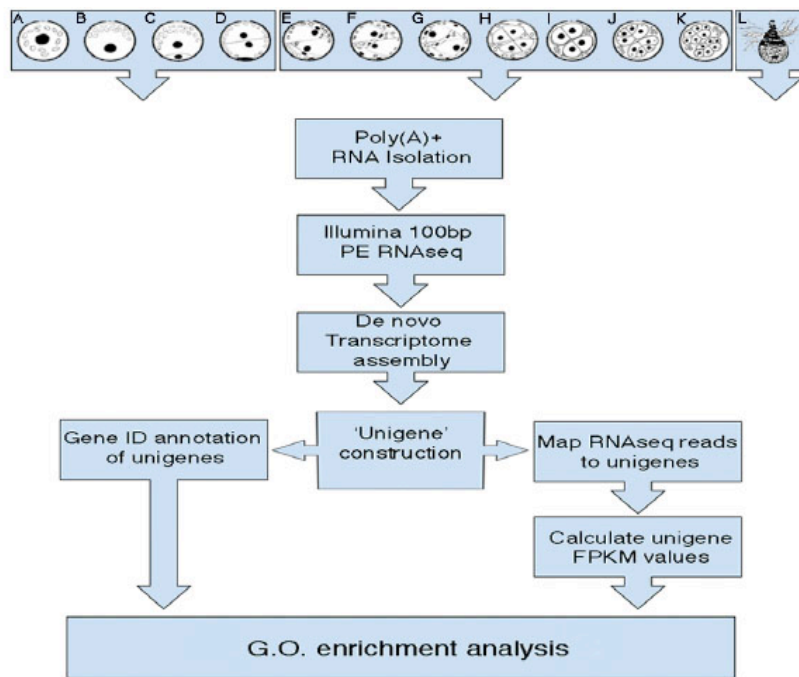 A B C D E F G H I J K L
Poly(A)+
RNA Isolation
Illumina 100bp
PE RNAseq
De novo
Transcriptome
assembly
'Unigene'
construction
Gene ID annotation
of unigenes
Map RNAseq reads
to unigenes
Calculate unigene
FPKM values
G.O. enrichment analysis